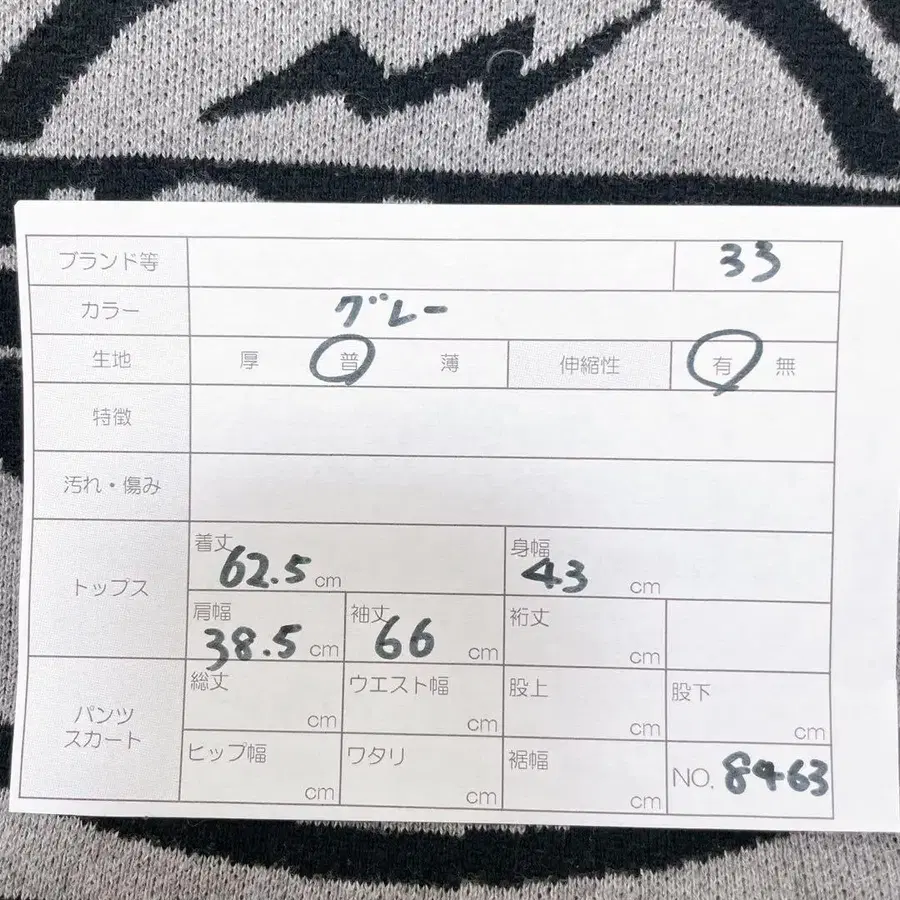 ブランド等 33
カラー グレー
生地 厚 普 薄 伸縮性 有 無
特徴
汚れ・傷み
トップス
着丈 62.5 cm 身幅 43 cm
肩幅 38.5 cm 袖丈 66 cm 裄丈 cm
パンツ
スカート
総丈 cm ウエスト幅 cm 股上 cm 股下 cm
ヒップ幅 cm ワタリ cm 裾幅 cm NO. 8463